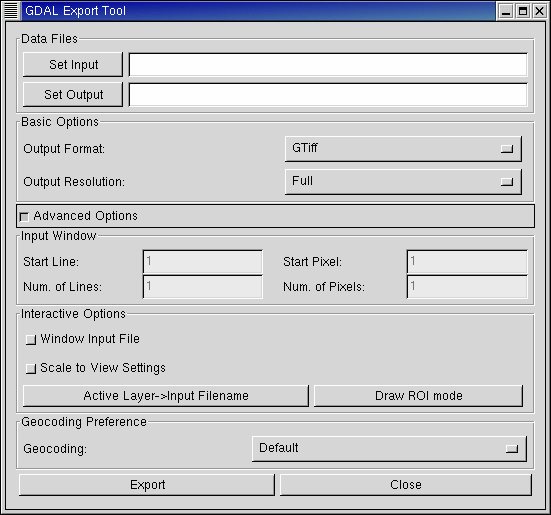 GDAL Export Tool
Data Files
Set Input
Set Output
Basic Options
Output Format: GTiff
Output Resolution: Full
Advanced Options
Input Window
Start Line: 1 Start Pixel: 1
Num. of Lines: 1 Num. of Pixels: 1
Interactive Options
Window Input File
Scale to View Settings
Active Layer->Input Filename Draw ROI mode
Geocoding Preference
Geocoding: Default
Export Close